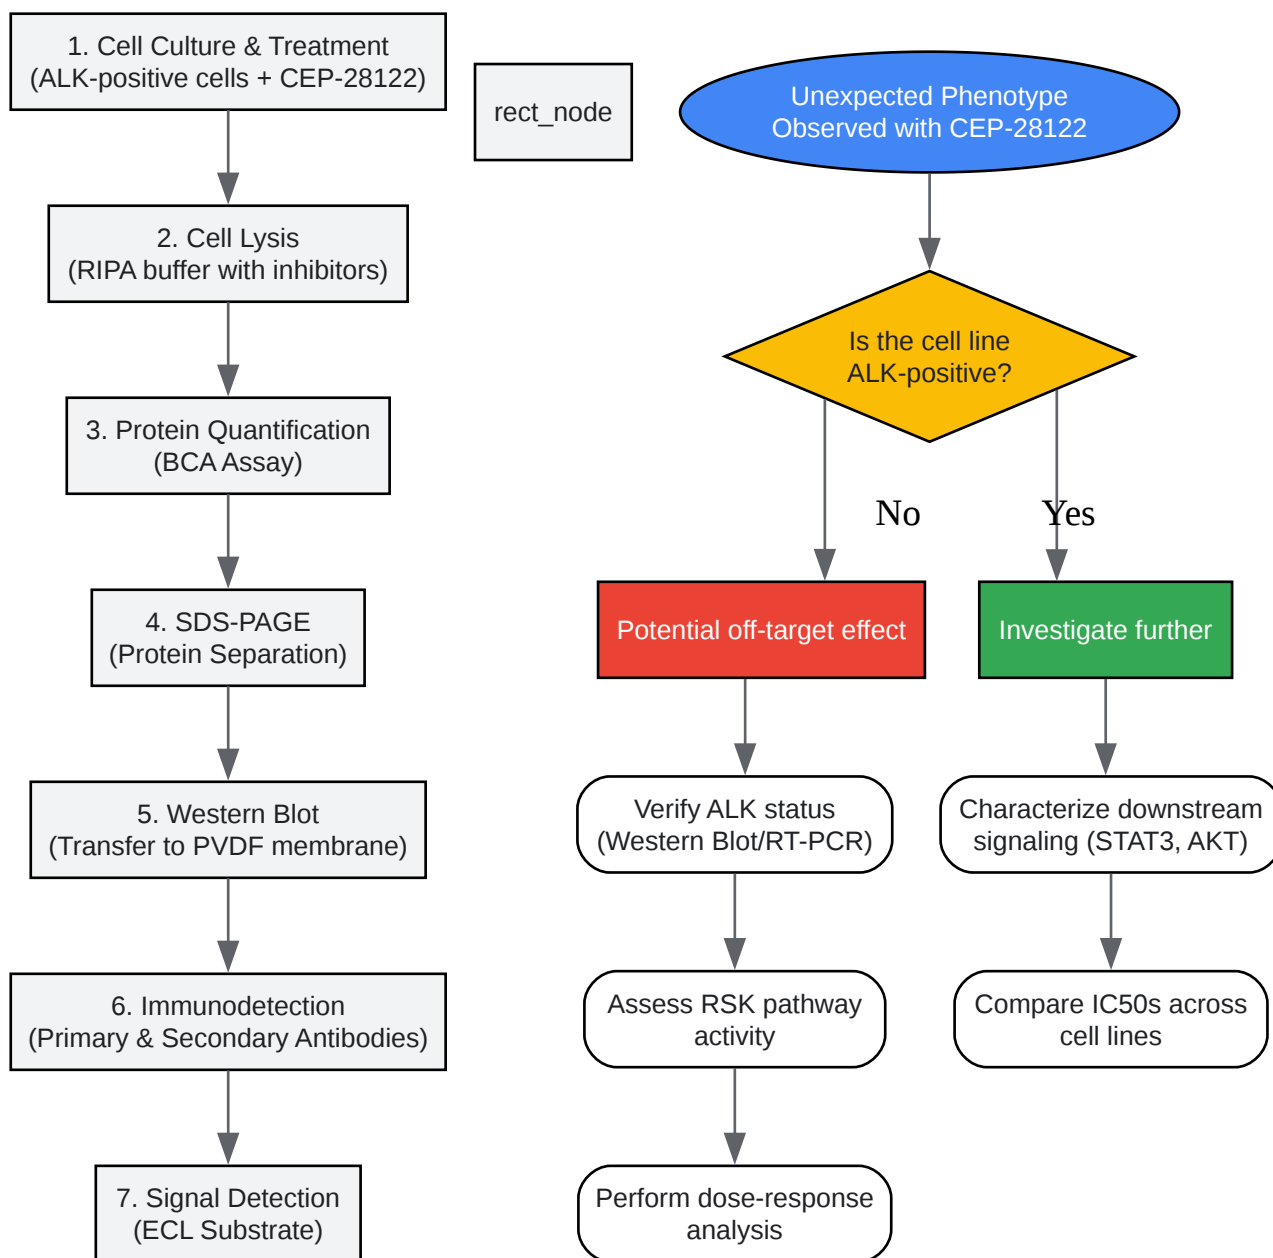 1. Cell Culture & Treatment
(ALK-positive cells + CEP-28122)
2. Cell Lysis
(RIPA buffer with inhibitors)
3. Protein Quantification
(BCA Assay)
4. SDS-PAGE
(Protein Separation)
5. Western Blot
(Transfer to PVDF membrane)
6. Immunodetection
(Primary & Secondary Antibodies)
7. Signal Detection
(ECL Substrate)
rect_node
Unexpected Phenotype
Observed with CEP-28122
Is the cell line
ALK-positive?
No
Yes
Potential off-target effect
Verify ALK status
(Western Blot/RT-PCR)
Assess RSK pathway
activity
Perform dose-response
analysis
Investigate further
Characterize downstream
signaling (STAT3, AKT)
Compare IC50s across
cell lines